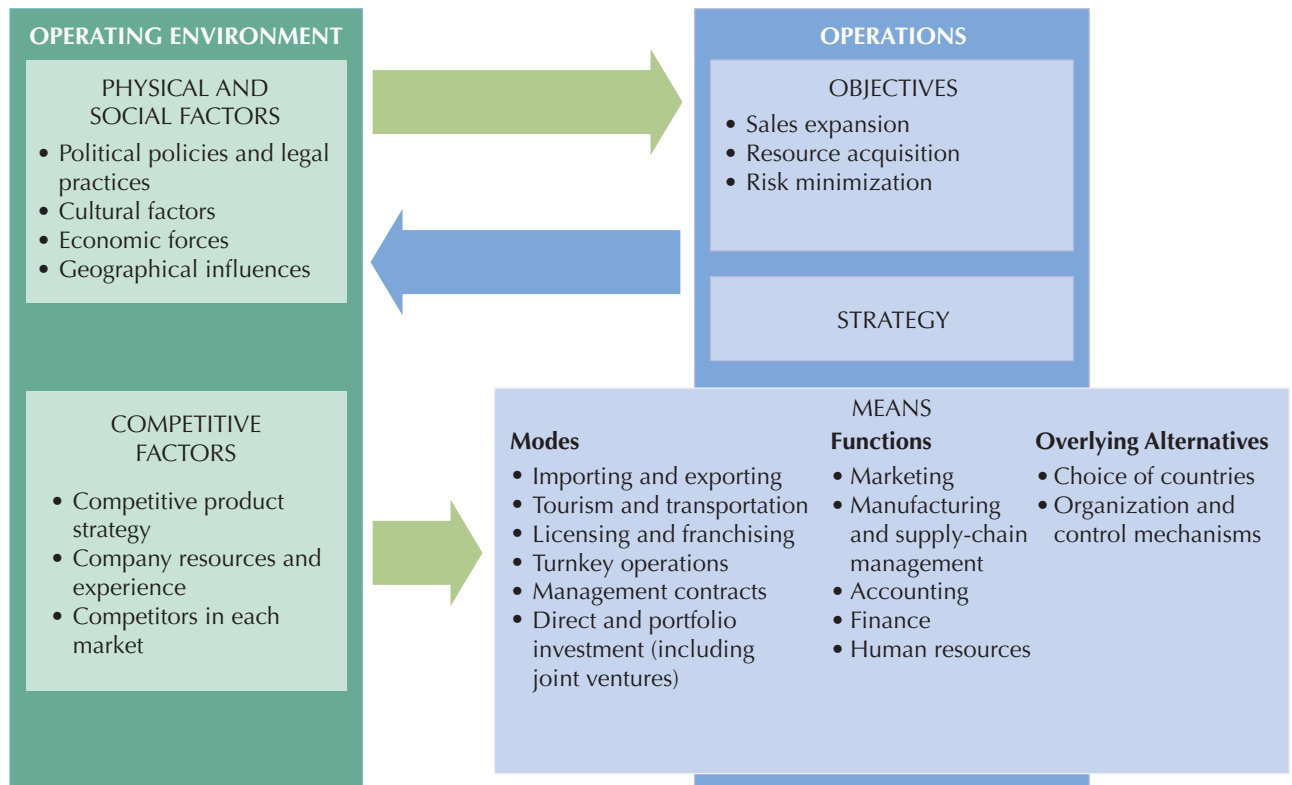 OPERATING ENVIRONMENT
PHYSICAL AND
SOCIAL FACTORS
• Political policies and legal
practices
• Cultural factors
• Economic forces
• Geographical influences
COMPETITIVE
FACTORS
• Competitive product
strategy
• Company resources and
experience
• Competitors in each
market
OPERATIONS
OBJECTIVES
• Sales expansion
• Resource acquisition
• Risk minimization
STRATEGY
MEANS
Modes
• Importing and exporting
• Tourism and transportation
• Licensing and franchising
• Turnkey operations
• Management contracts
• Direct and portfolio
investment (including
joint ventures)
Functions
• Marketing
• Manufacturing
and supply-chain
management
• Accounting
• Finance
• Human resources
Overlying Alternatives
• Choice of countries
• Organization and
control mechanisms